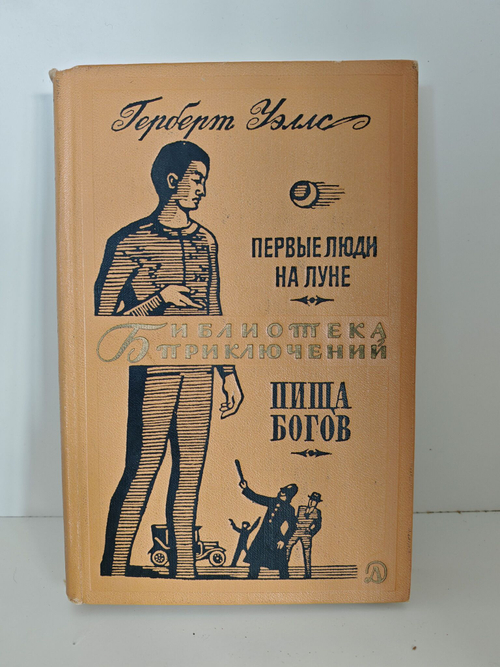 Герберт Уэллс
ПЕРВЫЕ ЛЮДИ
НА ЛУНЕ
БИБЛИОТЕКА
ПРИКЛЮЧЕНИЙ
ПИЩА
БОГОВ